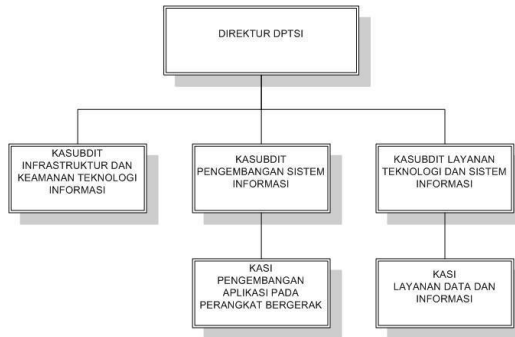 DIREKTUR DPTSI
KASUBDIT
INFRASTRUKTUR DAN
KEAMANAN TEKNOLOGI
INFORMASI
KASUBDIT
PENGEMBANGAN SISTEM
INFORMASI
KASUBDIT LAYANAN
TEKNOLOGI DAN SISTEM
INFORMASI
KASI
PENGEMBANGAN
APLIKASI PADA
PERANGKAT BERGERAK
KASI
LAYANAN DATA DAN
INFORMASI